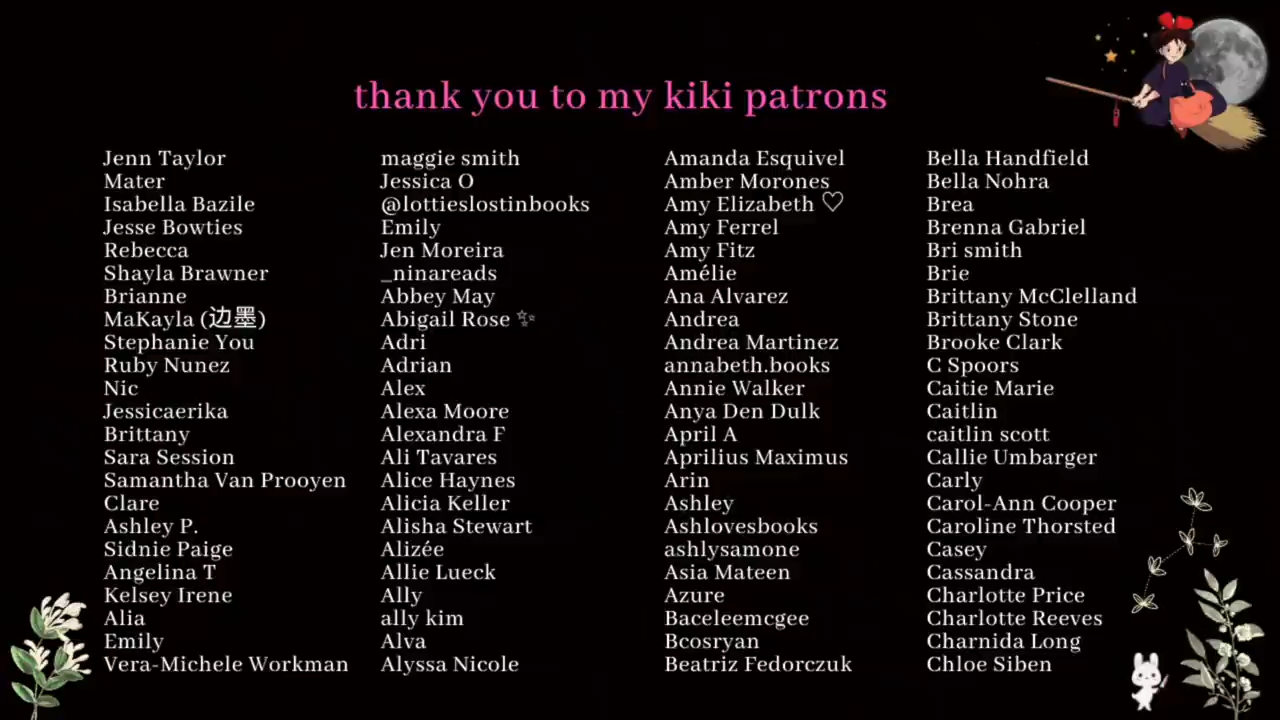 thank you to my kiki patrons
Jenn Taylor
Mater
Isabella Bazile
Jesse Bowties
Rebecca
Shayla Brawner
Brianne
MaKayla (边墨)
Stephanie You
Ruby Nunez
Nic
Jessicaerika
Brittany
Sara Session
Samantha Van Prooyen
Clare
Ashley P.
Sidnie Paige
Angelina T
Kelsey Irene
Alia
Emily
Vera-Michele Workman
maggie smith
Jessica O
@lottieslostinbooks
Emily
Jen Moreira
_ninareads
Abbey May
Abigail Rose ✨
Adri
Adrian
Alex
Alexa Moore
Alexandra F
Ali Tavares
Alice Haynes
Alicia Keller
Alisha Stewart
Alizée
Allie Lueck
Ally
ally kim
Alva
Alyssa Nicole
Amanda Esquivel
Amber Morones
Amy Elizabeth ♡
Amy Ferrel
Amy Fitz
Amélie
Ana Alvarez
Andrea
Andrea Martinez
annabeth.books
Annie Walker
Anya Den Dulk
April A
Aprilius Maximus
Arin
Ashley
Ashlovesbooks
ashlysamone
Asia Mateen
Azure
Baceleemcgee
Bcosryan
Beatriz Fedorczuk
Bella Handfield
Bella Nohra
Brea
Brenna Gabriel
Bri smith
Brie
Brittany McClelland
Brittany Stone
Brooke Clark
C Spoors
Caitie Marie
Caitlin
caitlin scott
Callie Umbarger
Carly
Carol-Ann Cooper
Caroline Thorsted
Casey
Cassandra
Charlotte Price
Charlotte Reeves
Charnida Long
Chloe Siben